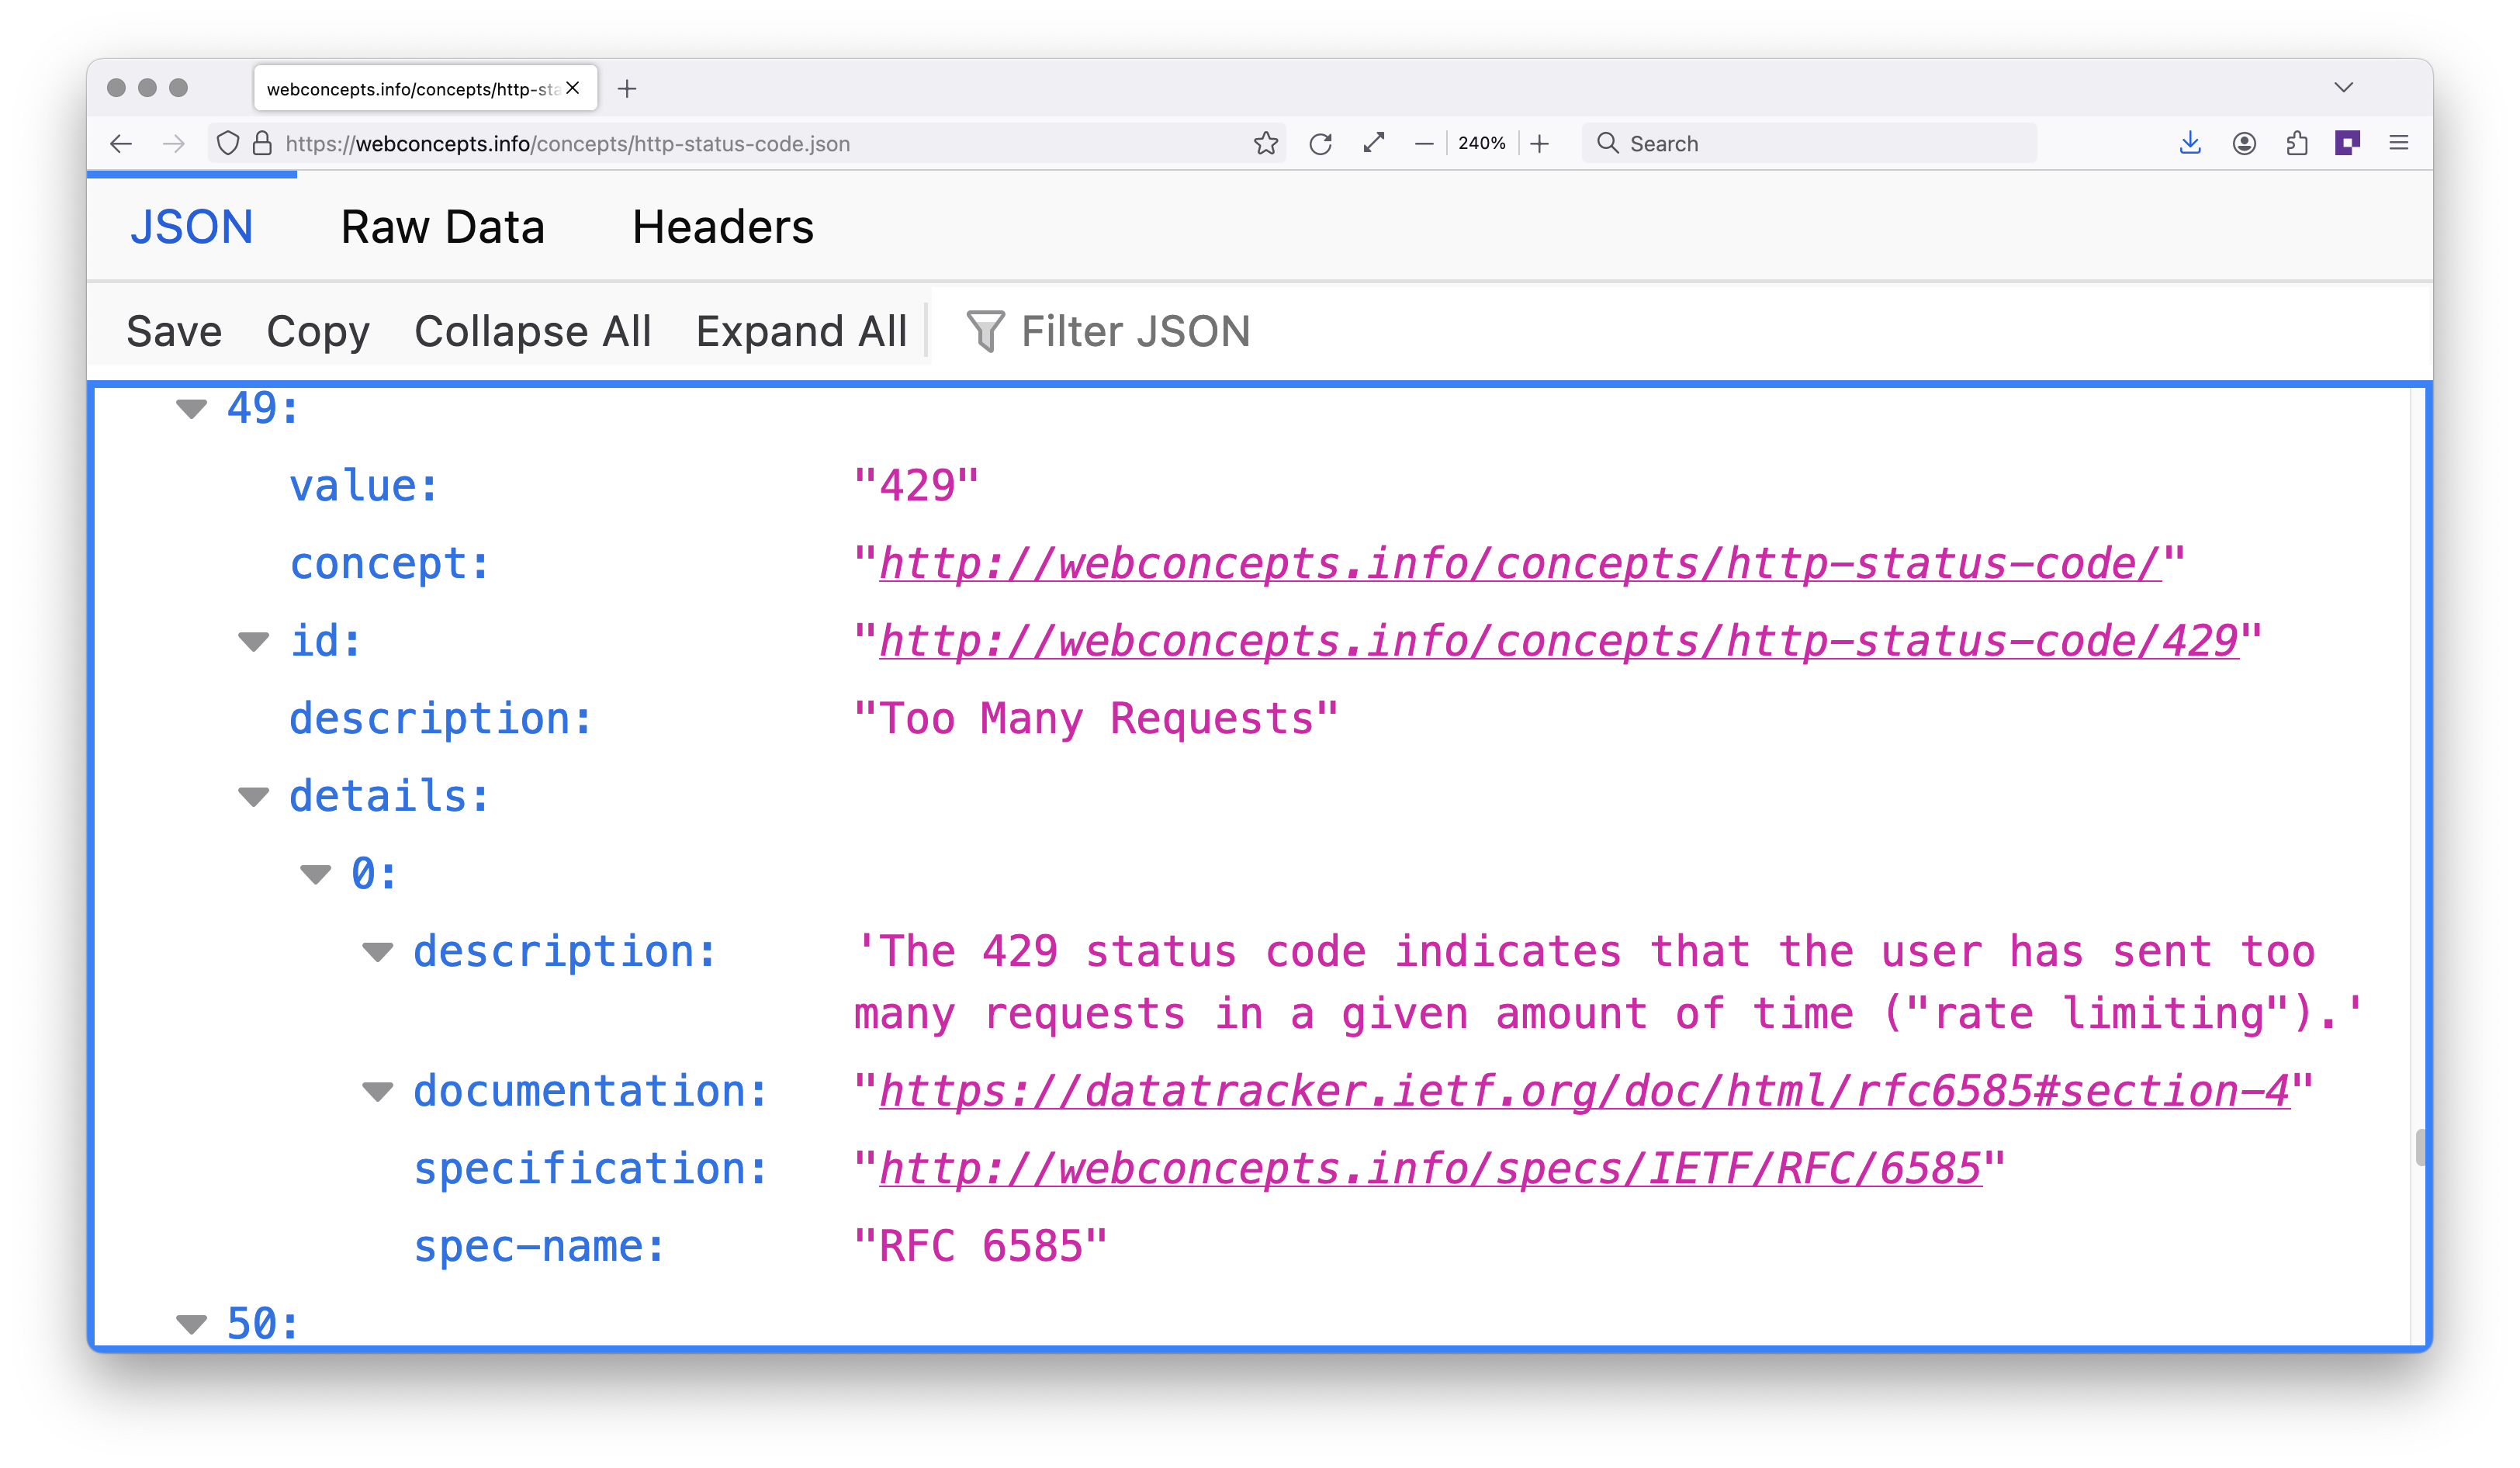 webconcepts.info/concepts/http-sta
https://webconcepts.info/concepts/http-status-code.json
240%
Search
JSON Raw Data Headers
Save Copy Collapse All Expand All Filter JSON
49:
value: "429"
concept: "http://webconcepts.info/concepts/http-status-code/"
id: "http://webconcepts.info/concepts/http-status-code/429"
description: "Too Many Requests"
details:
0:
description: 'The 429 status code indicates that the user has sent too
many requests in a given amount of time ("rate limiting").'
documentation: "https://datatracker.ietf.org/doc/html/rfc6585#section-4"
specification: "http://webconcepts.info/specs/IETF/RFC/6585"
spec-name: "RFC 6585"
50: